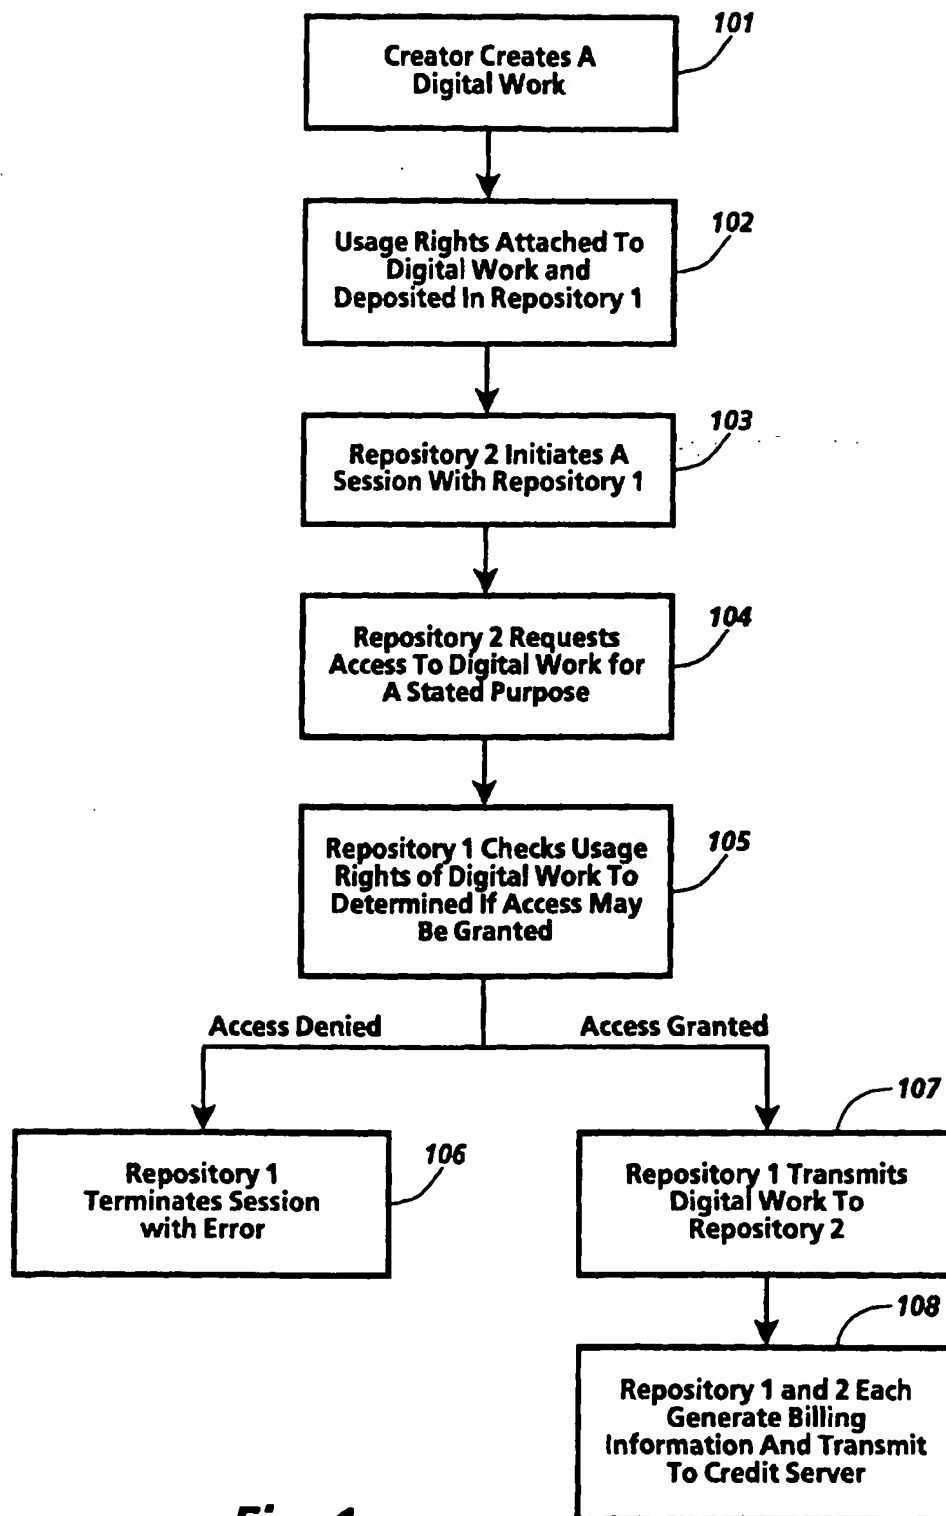 101
Creator Creates A
Digital Work
102
Usage Rights Attached To
Digital Work and
Deposited In Repository 1
103
Repository 2 Initiates A
Session With Repository 1
104
Repository 2 Requests
Access To Digital Work for
A Stated Purpose
105
Repository 1 Checks Usage
Rights of Digital Work To
Determined If Access May
Be Granted
Access Denied
Access Granted
106
Repository 1
Terminates Session
with Error
107
Repository 1 Transmits
Digital Work To
Repository 2
108
Repository 1 and 2 Each
Generate Billing
Information And Transmit
To Credit Server